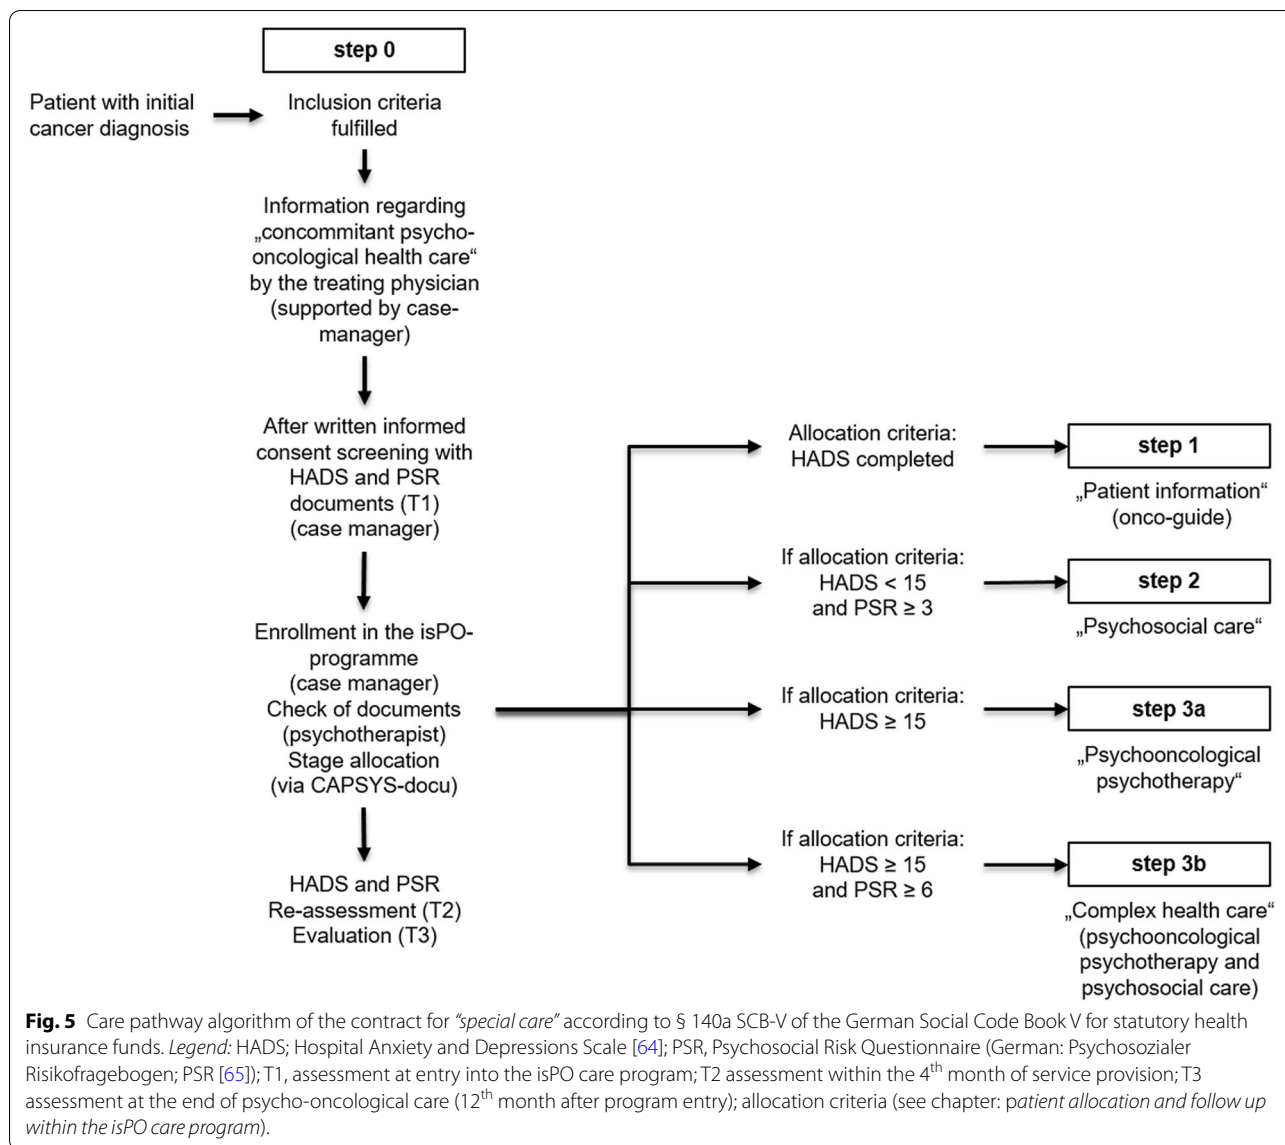 step 0
Patient with initial
cancer diagnosis
Inclusion criteria
fulfilled
Information regarding
„concommitant psycho-
oncological health care“
by the treating physician
(supported by case-
manager)
After written informed
consent screening with
HADS and PSR
documents (T1)
(case manager)
Enrollment in the isPO-
programme
(case manager)
Check of documents
(psychotherapist)
Stage allocation
(via CAPSYS-docu)
HADS and PSR
Re-assessment (T2)
Evaluation (T3)
Allocation criteria:
HADS completed
step 1
„Patient information“
(onco-guide)
If allocation criteria:
HADS < 15
and PSR ≥ 3
step 2
„Psychosocial care“
If allocation criteria:
HADS ≥ 15
step 3a
„Psychooncological
psychotherapy“
If allocation criteria:
HADS ≥ 15
and PSR ≥ 6
step 3b
„Complex health care“
(psychooncological
psychotherapy and
psychosocial care)
Fig. 5 Care pathway algorithm of the contract for “special care” according to § 140a SCB-V of the German Social Code Book V for statutory health
insurance funds. Legend: HADS; Hospital Anxiety and Depressions Scale [64]; PSR, Psychosocial Risk Questionnaire (German: Psychosozialer
Risikofragebogen; PSR [65]); T1, assessment at entry into the isPO care program; T2 assessment within the 4th month of service provision; T3
assessment at the end of psycho-oncological care (12th month after program entry); allocation criteria (see chapter: patient allocation and follow up
within the isPO care program).